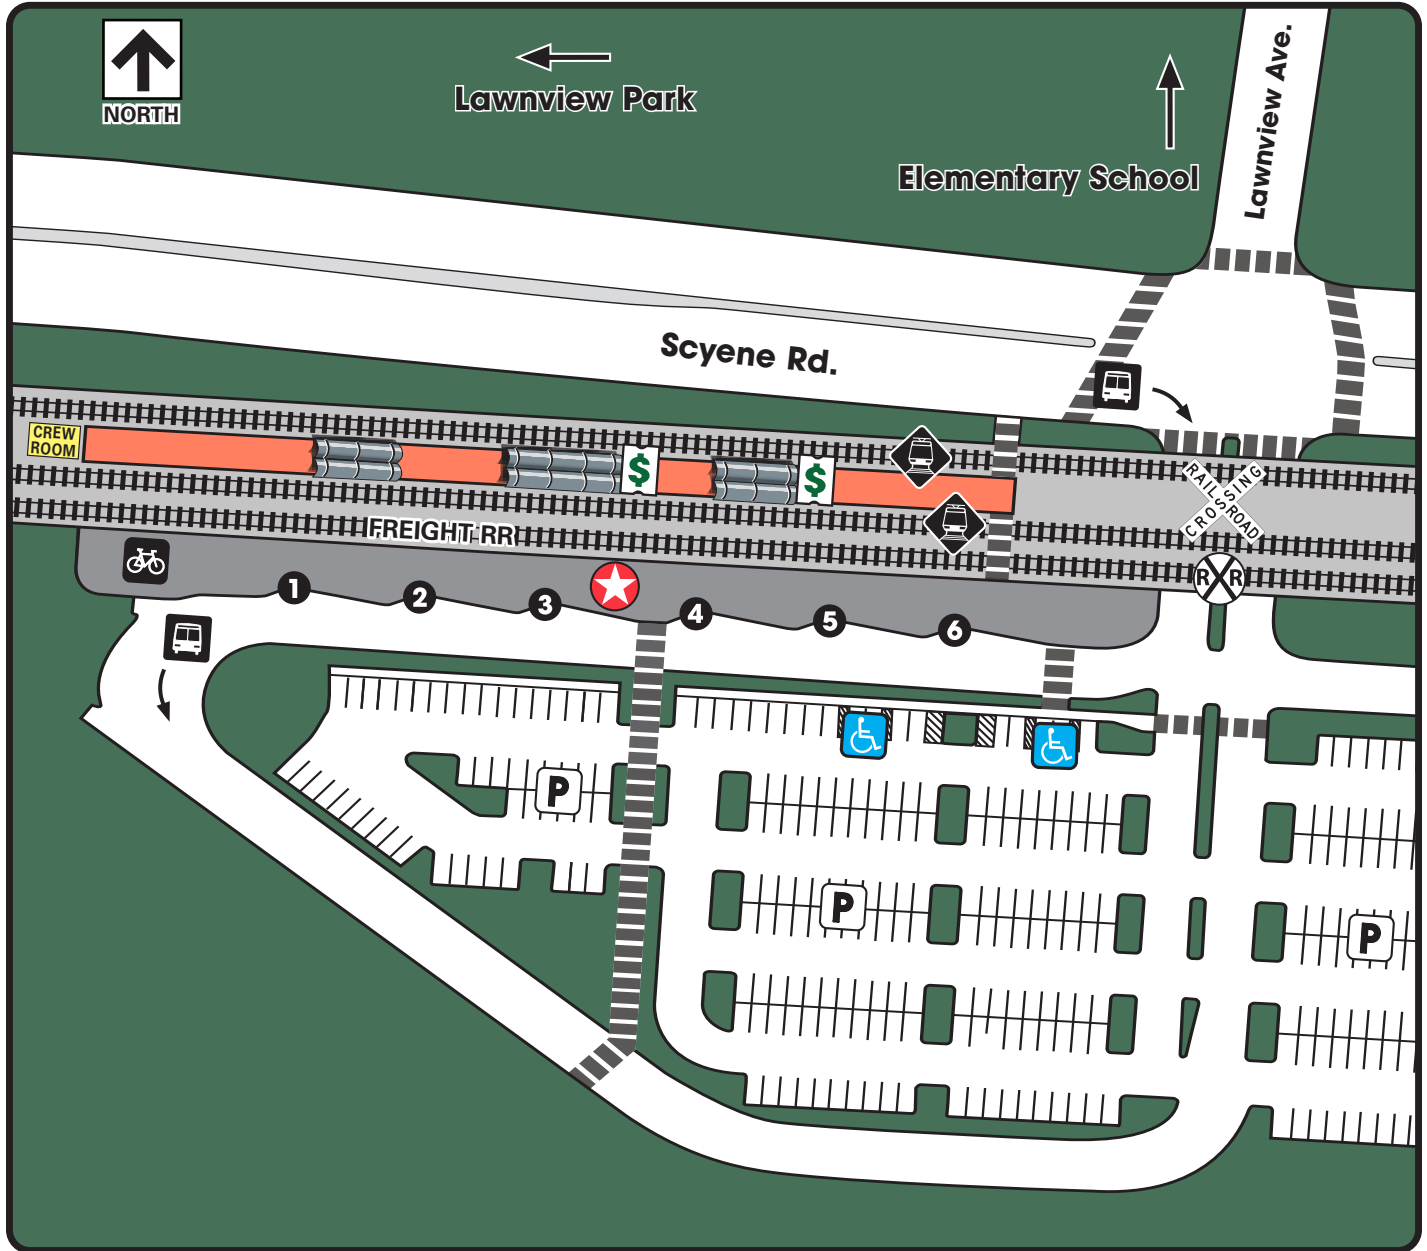 NORTH
Lawnview Park
Elementary School
Lawnview Ave.
Scyene Rd.
CREW
ROOM
$
$
RAILROAD
CROSSING
FREIGHT RR
R R
1
2
3
4
5
6
P
P
P